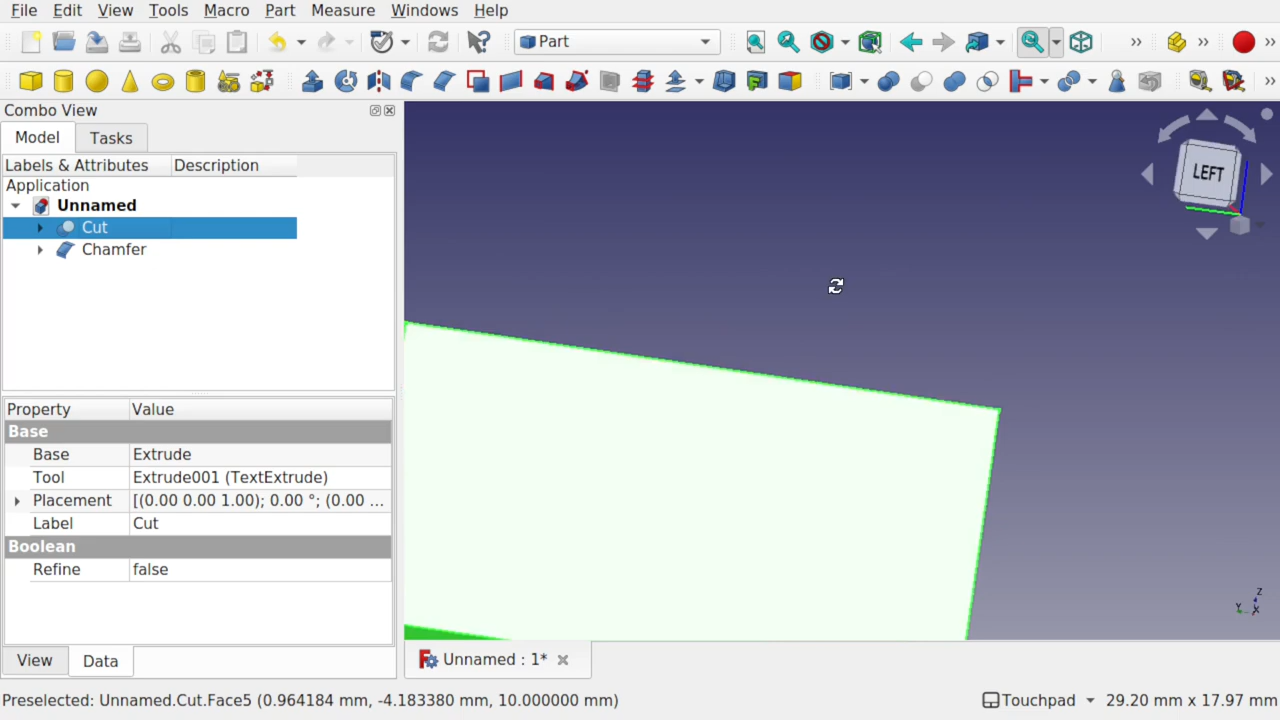 File Edit View Tools Macro Part Measure Windows Help
Part
Combo View
Model Tasks
Labels & Attributes Description
Application
Unnamed
Cut
Chamfer
Property Value
Base
Base Extrude
Tool Extrude001 (TextExtrude)
Placement [(0.00 0.00 1.00); 0.00 °; (0.00 ...
Label Cut
Boolean
Refine false
View Data
LEFT
Z
Y X
Unnamed : 1*
Preselected: Unnamed.Cut.Face5 (0.964184 mm, -4.183380 mm, 10.000000 mm)
Touchpad 29.20 mm x 17.97 mm